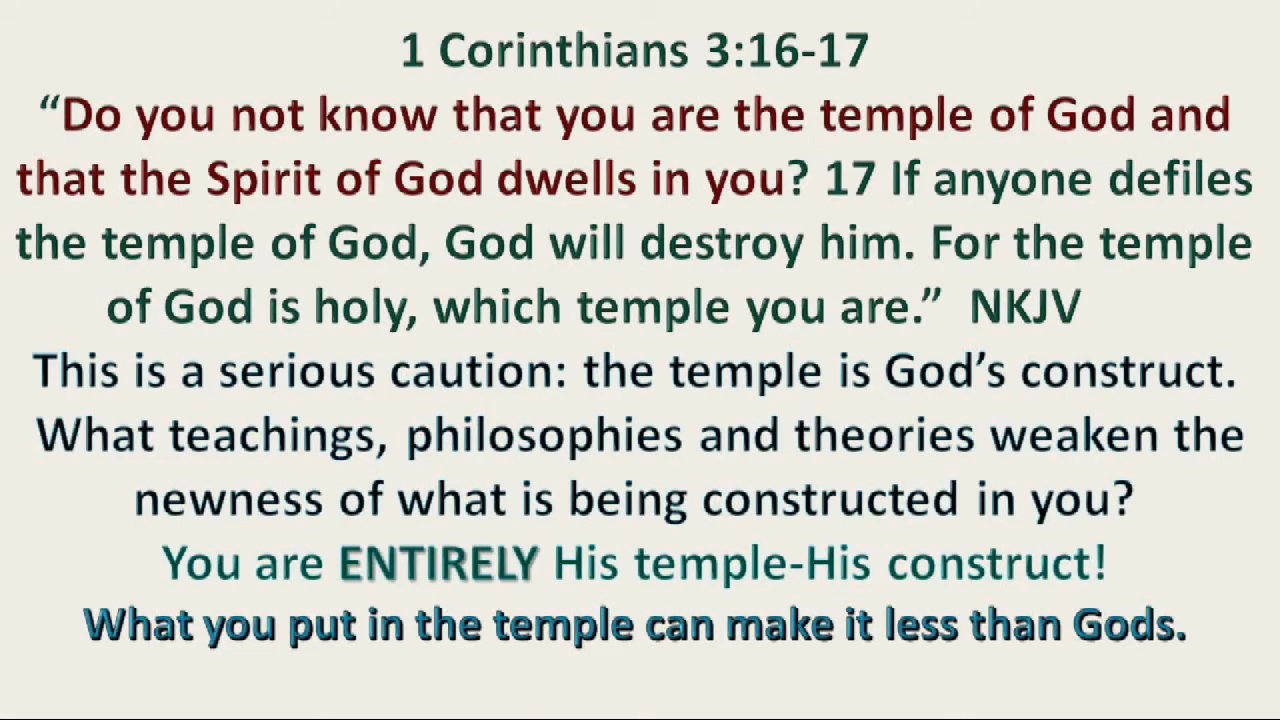 1 Corinthians 3:16-17
“Do you not know that you are the temple of God and
that the Spirit of God dwells in you? 17 If anyone defiles
the temple of God, God will destroy him. For the temple
of God is holy, which temple you are.” NKJV
This is a serious caution: the temple is God’s construct.
What teachings, philosophies and theories weaken the
newness of what is being constructed in you?
You are ENTIRELY His temple-His construct!
What you put in the temple can make it less than Gods.